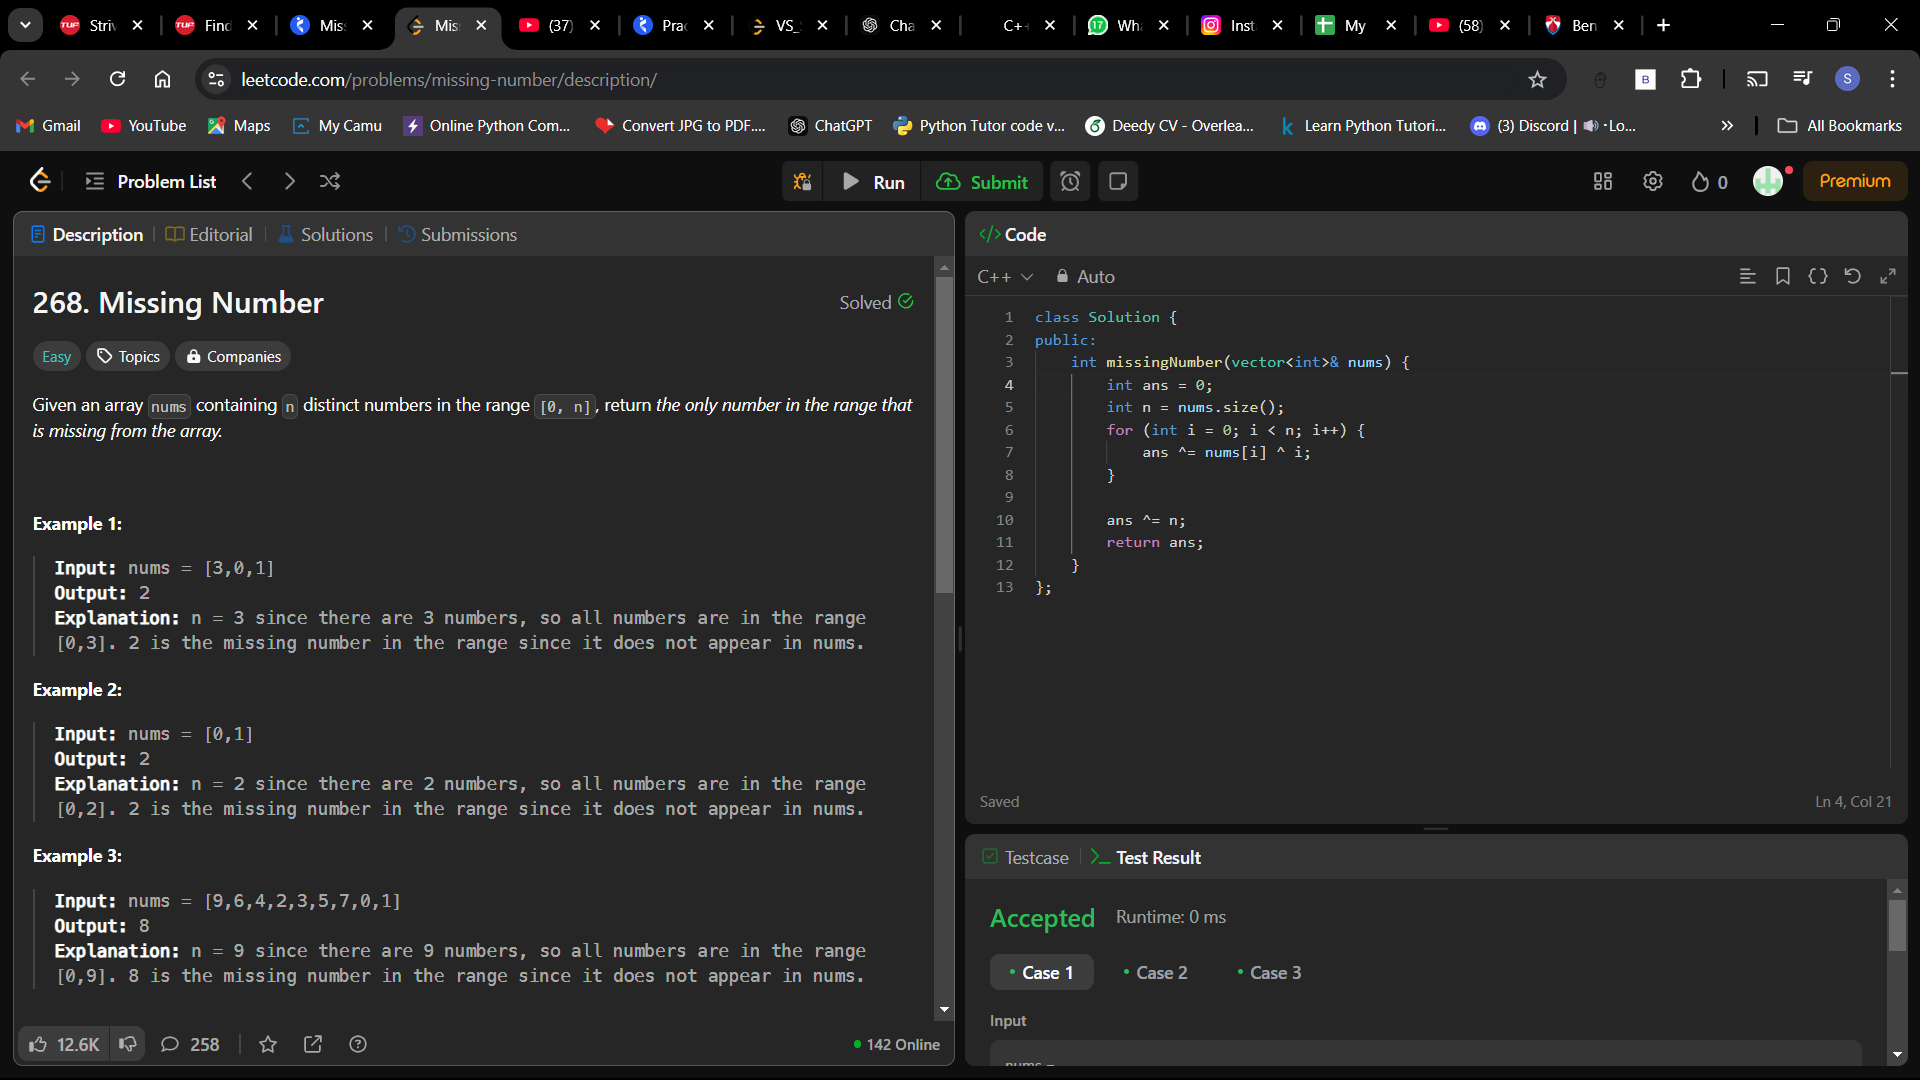 Striv
Find
Miss
Miss
(37)
Prac
VS_
Cha
C++
Wha
Inst
My
(58)
Ben
leetcode.com/problems/missing-number/description/
B
S
Gmail
YouTube
Maps
My Camu
Online Python Com...
Convert JPG to PDF....
ChatGPT
Python Tutor code v...
Deedy CV - Overlea...
Learn Python Tutori...
(3) Discord | 🔊 · Lo...
All Bookmarks
Problem List
Run
Submit
0
Premium
Description
Editorial
Solutions
Submissions
268. Missing Number
Solved
Easy
Topics
Companies
Given an array nums containing n distinct numbers in the range [0, n], return the only number in the range that
is missing from the array.
Example 1:
Input: nums = [3,0,1]
Output: 2
Explanation: n = 3 since there are 3 numbers, so all numbers are in the range
[0,3]. 2 is the missing number in the range since it does not appear in nums.
Example 2:
Input: nums = [0,1]
Output: 2
Explanation: n = 2 since there are 2 numbers, so all numbers are in the range
[0,2]. 2 is the missing number in the range since it does not appear in nums.
Example 3:
Input: nums = [9,6,4,2,3,5,7,0,1]
Output: 8
Explanation: n = 9 since there are 9 numbers, so all numbers are in the range
[0,9]. 8 is the missing number in the range since it does not appear in nums.
12.6K
258
142 Online
</> Code
C++
Auto
1 class Solution {
2 public:
3 int missingNumber(vector<int>& nums) {
4 int ans = 0;
5 int n = nums.size();
6 for (int i = 0; i < n; i++) {
7 ans ^= nums[i] ^ i;
8 }
9
10 ans ^= n;
11 return ans;
12 }
13 };
Saved
Ln 4, Col 21
Testcase
Test Result
Accepted
Runtime: 0 ms
Case 1
Case 2
Case 3
Input
nums =